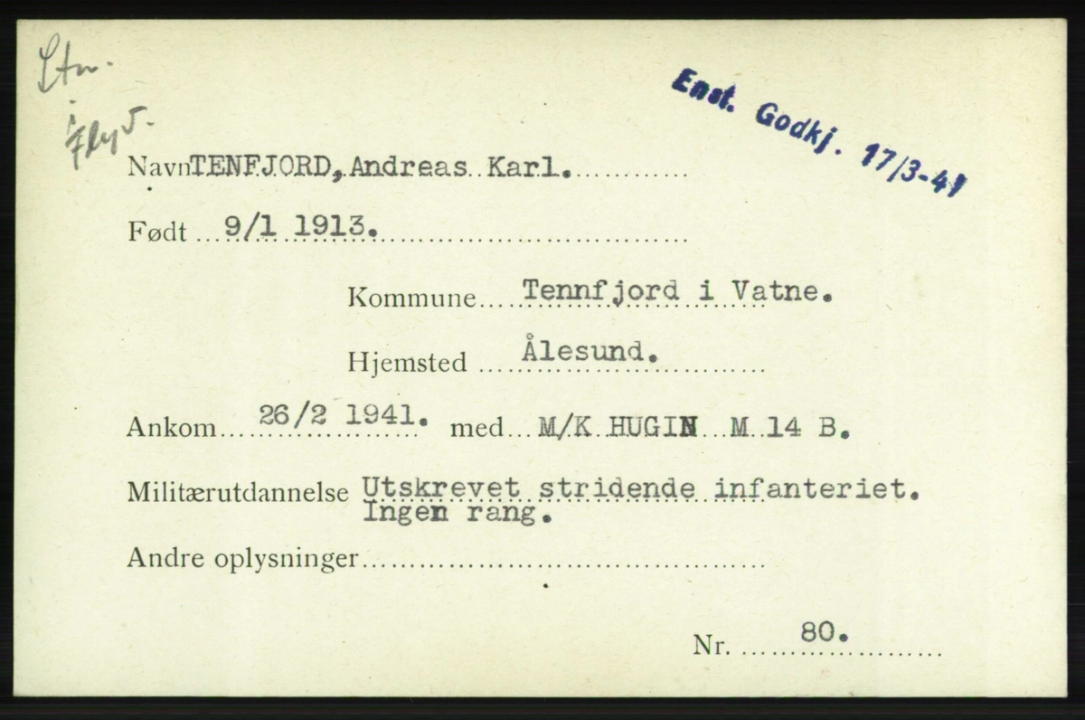 Ltn.
i
Fly v.
Enst. Godkj. 17/3-41
Navn TENFJORD, Andreas Karl.
Født 9/1 1913.
Kommune Tennfjord i Vatne.
Hjemsted Ålesund.
Ankom 26/2 1941. med M/K HUGIN M 14 B.
Militærutdannelse Utskrevet stridende infanteriet.
Ingen rang.
Andre oplysninger
Nr. 80.